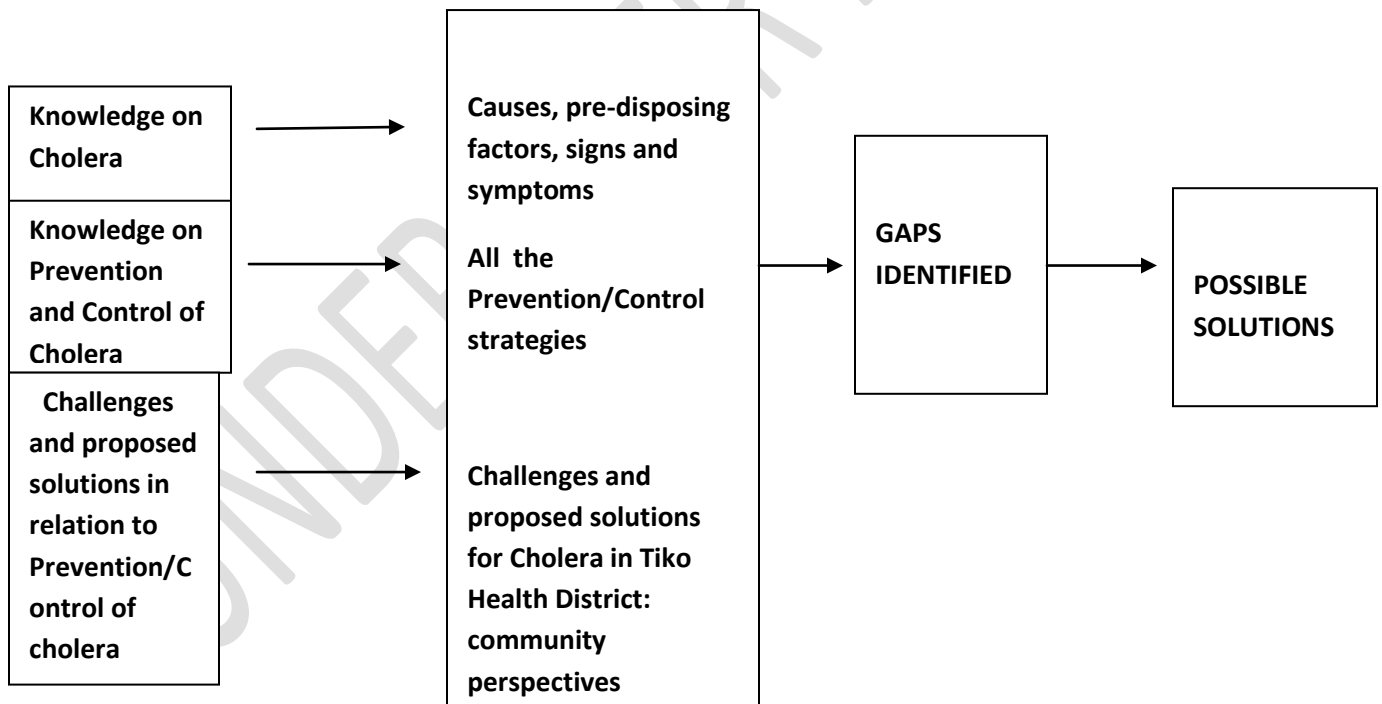 Knowledge on
Cholera
Knowledge on
Prevention
and Control of
Cholera
Challenges
and proposed
solutions in
relation to
Prevention/C
ontrol of
cholera
Causes, pre-disposing
factors, signs and
symptoms
All the
Prevention/Control
strategies
Challenges and
proposed solutions
for Cholera in Tiko
Health District:
community
perspectives
GAPS
IDENTIFIED
POSSIBLE
SOLUTIONS
UNDER